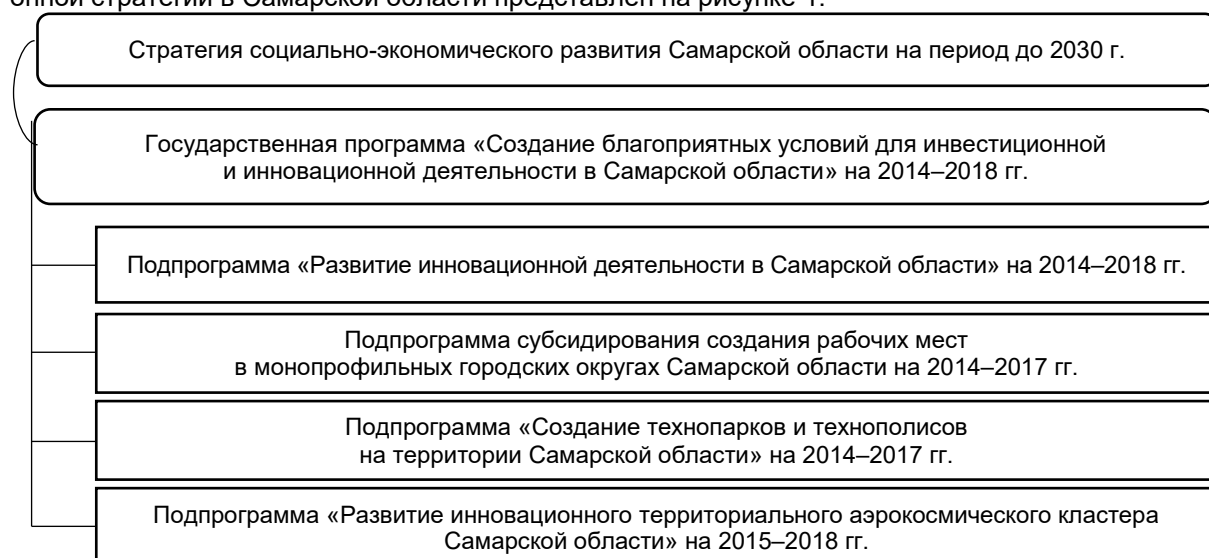 онной стратегии в Самарской области представлен на рисунке 1.
Стратегия социально-экономического развития Самарской области на период до 2030 г.
Государственная программа «Создание благоприятных условий для инвестиционной
и инновационной деятельности в Самарской области» на 2014–2018 гг.
Подпрограмма «Развитие инновационной деятельности в Самарской области» на 2014–2018 гг.
Подпрограмма субсидирования создания рабочих мест
в монопрофильных городских округах Самарской области на 2014–2017 гг.
Подпрограмма «Создание технопарков и технополисов
на территории Самарской области» на 2014–2017 гг.
Подпрограмма «Развитие инновационного территориального аэрокосмического кластера
Самарской области» на 2015–2018 гг.